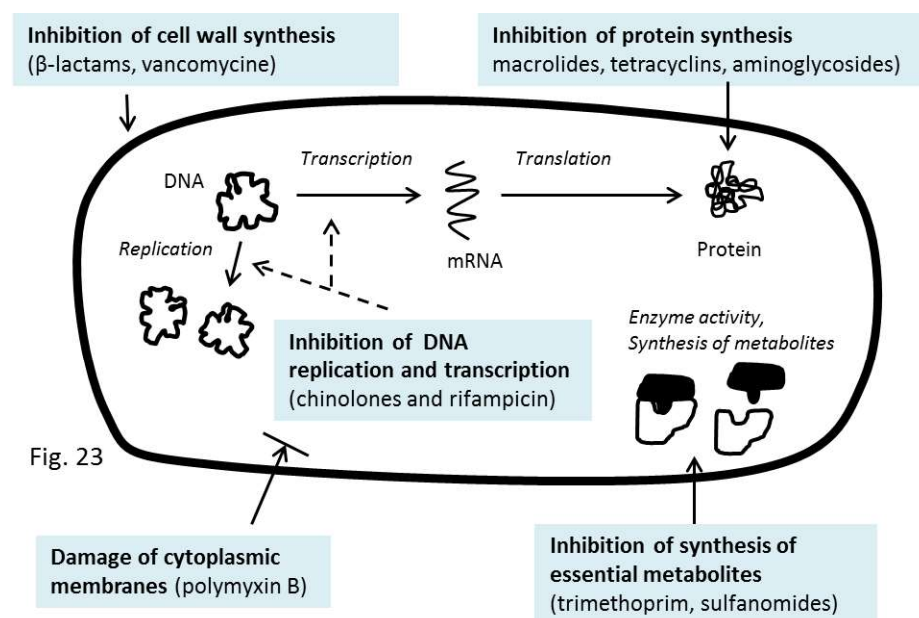 Inhibition of cell wall synthesis
(β-lactams, vancomycine)
Inhibition of protein synthesis
macrolides, tetracyclins, aminoglycosides)
Transcription
Translation
DNA
Replication
mRNA
Protein
Inhibition of DNA
replication and transcription
(chinolones and rifampicin)
Enzyme activity,
Synthesis of metabolites
Fig. 23
Damage of cytoplasmic
membranes (polymyxin B)
Inhibition of synthesis of
essential metabolites
(trimethoprim, sulfanomides)